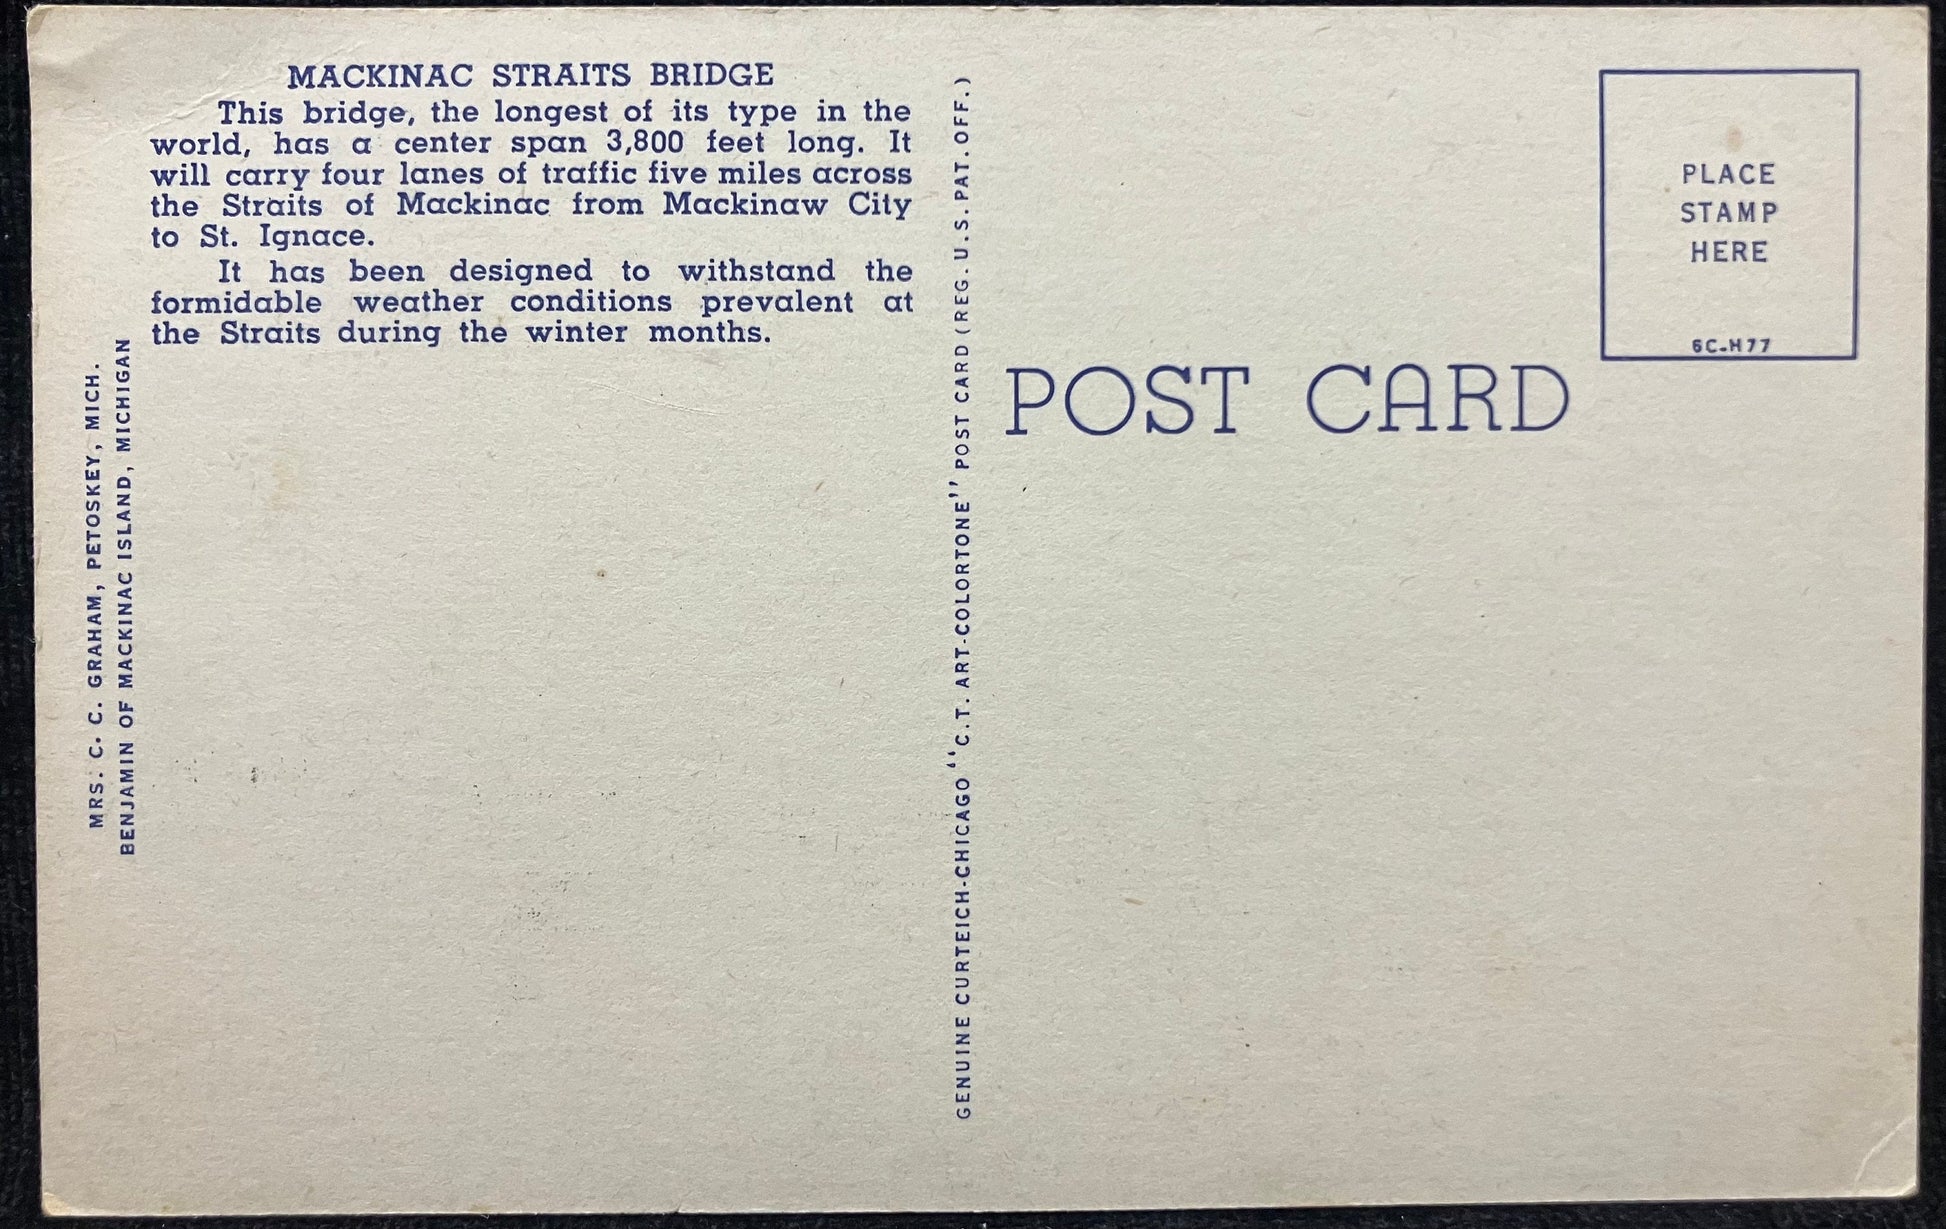 MACKINAC STRAITS BRIDGE
This bridge, the longest of its type in the
world, has a center span 3,800 feet long. It
will carry four lanes of traffic five miles across
the Straits of Mackinac from Mackinaw City
to St. Ignace.
It has been designed to withstand the
formidable weather conditions prevalent at
the Straits during the winter months.
MRS. C. C. GRAHAM, PETOSKEY, MICH.
BENJAMIN OF MACKINAC ISLAND, MICHIGAN
GENUINE CURTEICH-CHICAGO "C.T. ART-COLORTONE" POST CARD (REG. U.S. PAT. OFF.)
POST CARD
PLACE
STAMP
HERE
6C-H77